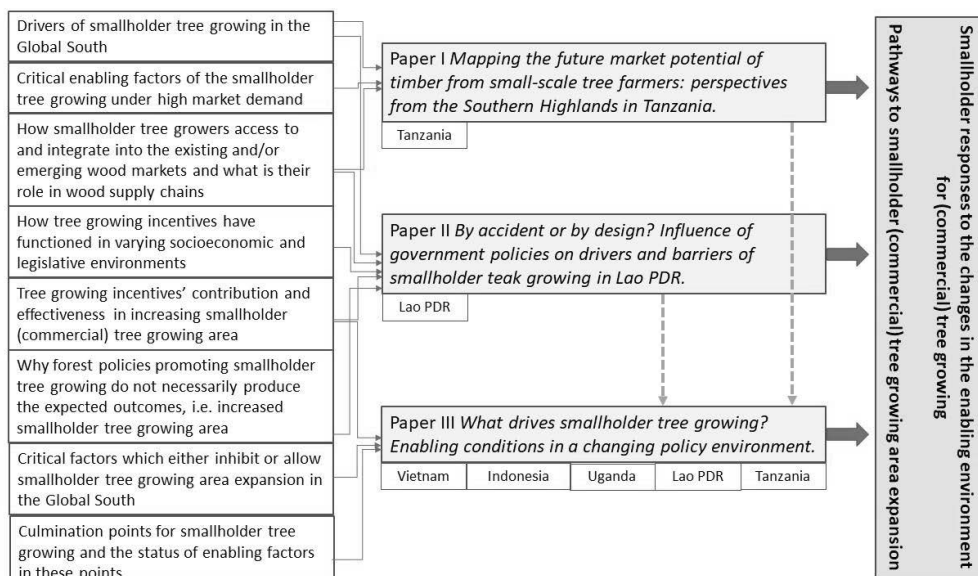 Drivers of smallholder tree growing in the
Global South
Critical enabling factors of the smallholder
tree growing under high market demand
How smallholder tree growers access to
and integrate into the existing and/or
emerging wood markets and what is their
role in wood supply chains
How tree growing incentives have
functioned in varying socioeconomic and
legislative environments
Tree growing incentives' contribution and
effectiveness in increasing smallholder
(commercial) tree growing area
Why forest policies promoting smallholder
tree growing do not necessarily produce
the expected outcomes, i.e. increased
smallholder tree growing area
Critical factors which either inhibit or allow
smallholder tree growing area expansion in
the Global South
Culmination points for smallholder tree
growing and the status of enabling factors
in these points
Paper I Mapping the future market potential of
timber from small-scale tree farmers: perspectives
from the Southern Highlands in Tanzania.
Tanzania
Paper II By accident or by design? Influence of
government policies on drivers and barriers of
smallholder teak growing in Lao PDR.
Lao PDR
Paper III What drives smallholder tree growing?
Enabling conditions in a changing policy environment.
Vietnam
Indonesia
Uganda
Lao PDR
Tanzania
Smallholder responses to the changes in the enabling environment
for (commercial) tree growing
Pathways to smallholder (commercial) tree growing area expansion